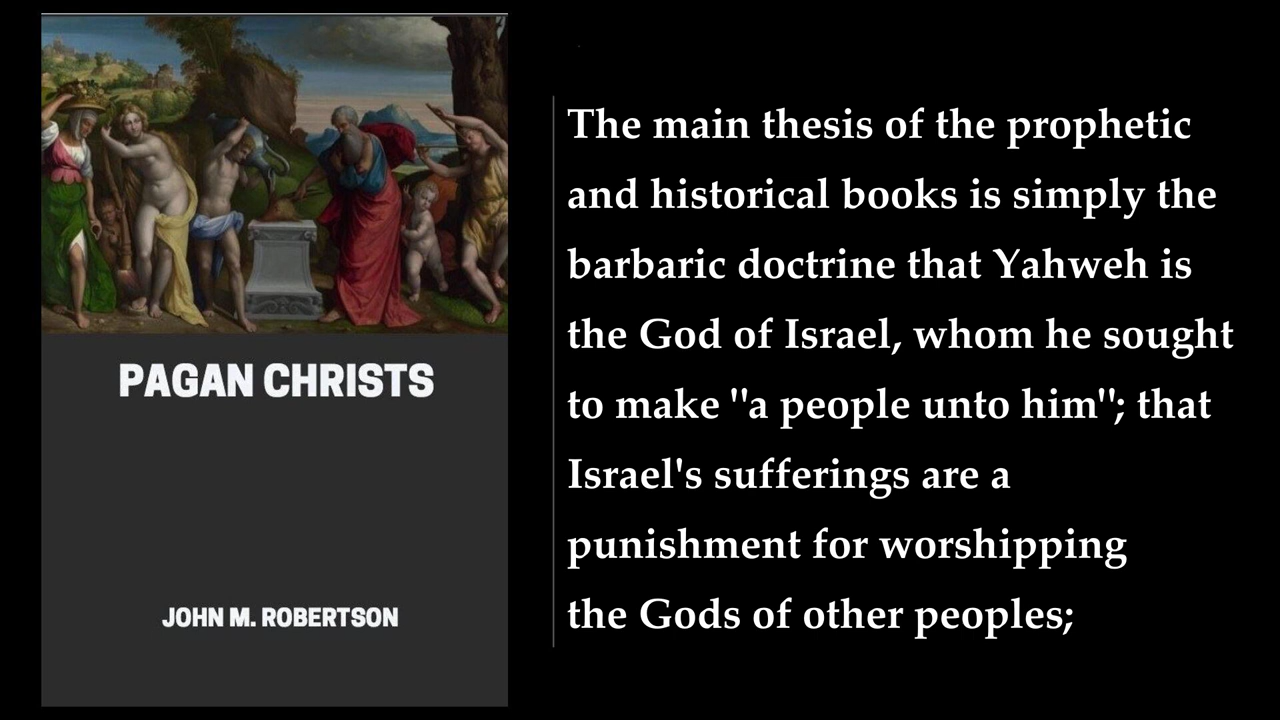 PAGAN CHRISTS
JOHN M. ROBERTSON
The main thesis of the prophetic
and historical books is simply the
barbaric doctrine that Yahweh is
the God of Israel, whom he sought
to make "a people unto him"; that
Israel's sufferings are a
punishment for worshipping
the Gods of other peoples;